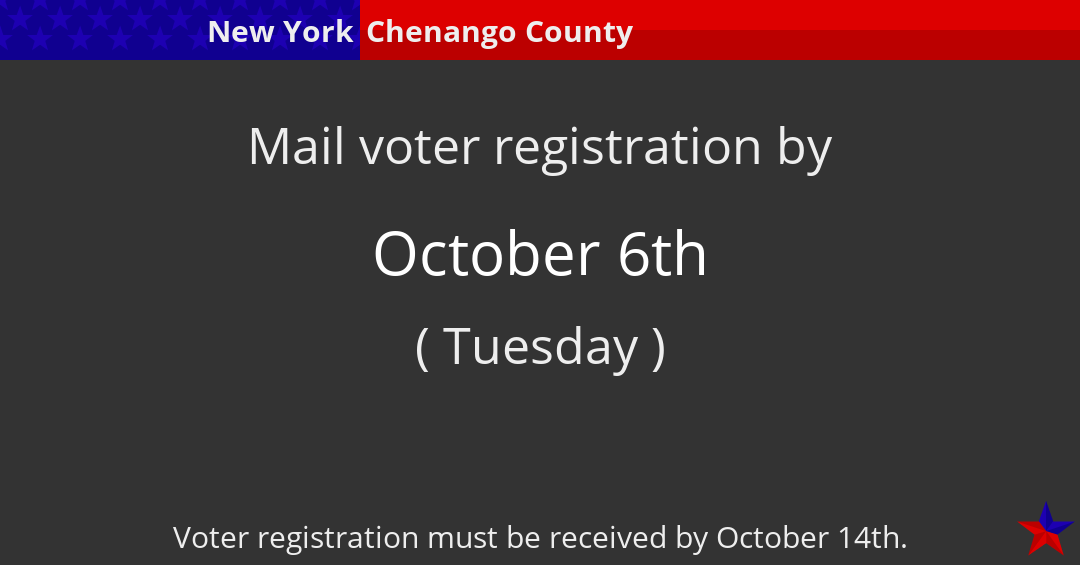 New York Chenango County
Mail voter registration by
October 6th
( Tuesday )
Voter registration must be received by October 14th.